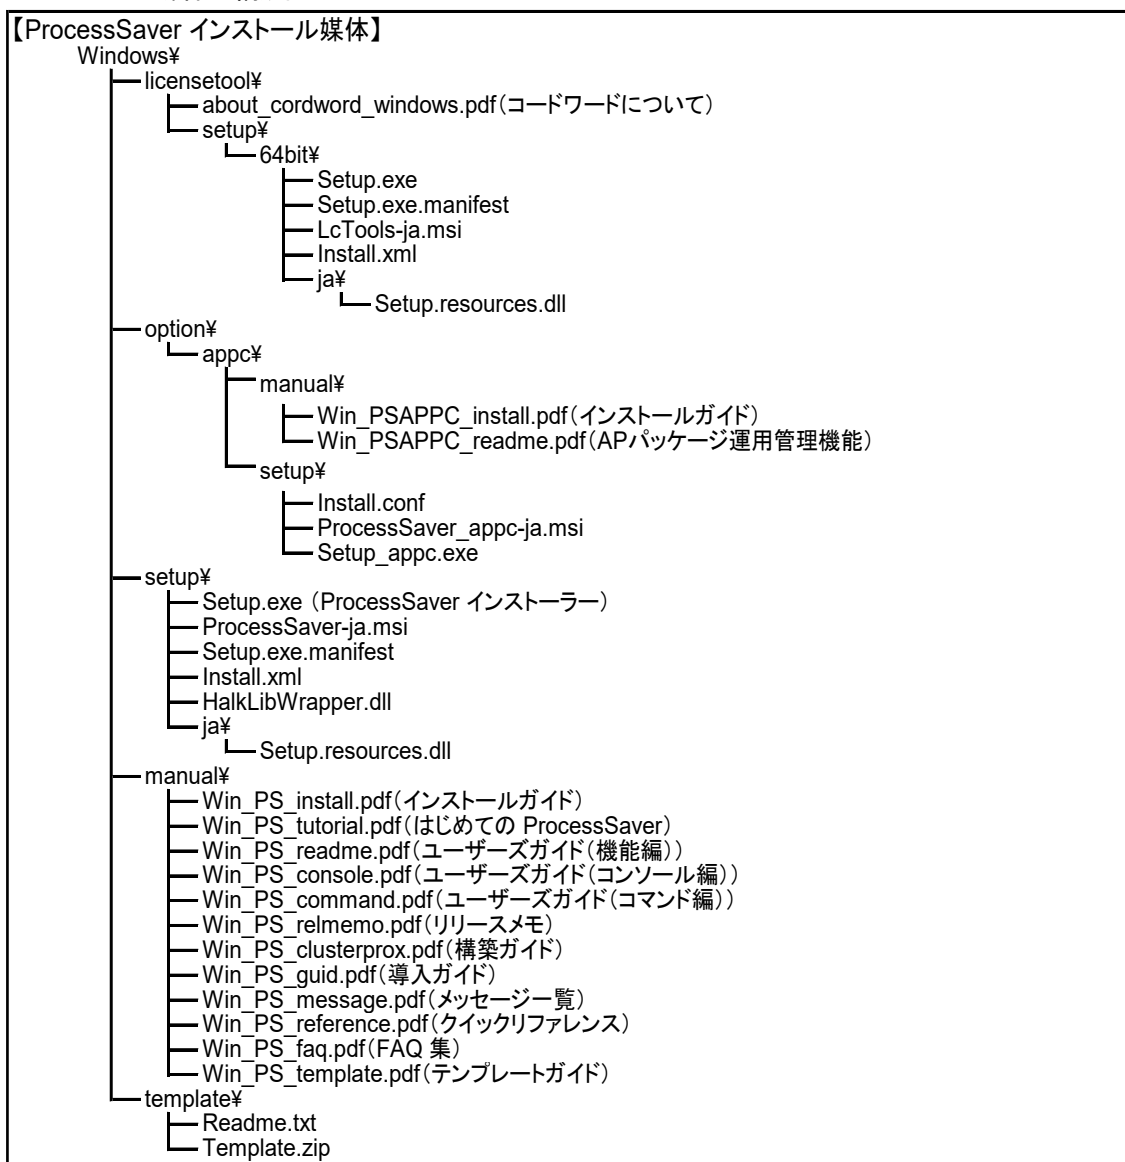 【ProcessSaver インストール媒体】
Windows¥
licensetool¥
about_cordword_windows.pdf（コードワードについて）
setup¥
64bit¥
Setup.exe
Setup.exe.manifest
LcTools-ja.msi
Install.xml
ja¥
Setup.resources.dll
option¥
appc¥
manual¥
Win_PSAPPC_install.pdf（インストールガイド）
Win_PSAPPC_readme.pdf（APパッケージ運用管理機能）
setup¥
Install.conf
ProcessSaver_appc-ja.msi
Setup_appc.exe
setup¥
Setup.exe （ProcessSaver インストーラー）
ProcessSaver-ja.msi
Setup.exe.manifest
Install.xml
HalkLibWrapper.dll
ja¥
Setup.resources.dll
manual¥
Win_PS_install.pdf（インストールガイド）
Win_PS_tutorial.pdf（はじめての ProcessSaver）
Win_PS_readme.pdf（ユーザーズガイド（機能編））
Win_PS_console.pdf（ユーザーズガイド（コンソール編））
Win_PS_command.pdf（ユーザーズガイド（コマンド編））
Win_PS_relmemo.pdf（リリースメモ）
Win_PS_clusterprox.pdf（構築ガイド）
Win_PS_guid.pdf（導入ガイド）
Win_PS_message.pdf（メッセージ一覧）
Win_PS_reference.pdf（クイックリファレンス）
Win_PS_faq.pdf（FAQ 集）
Win_PS_template.pdf（テンプレートガイド）
template¥
Readme.txt
Template.zip